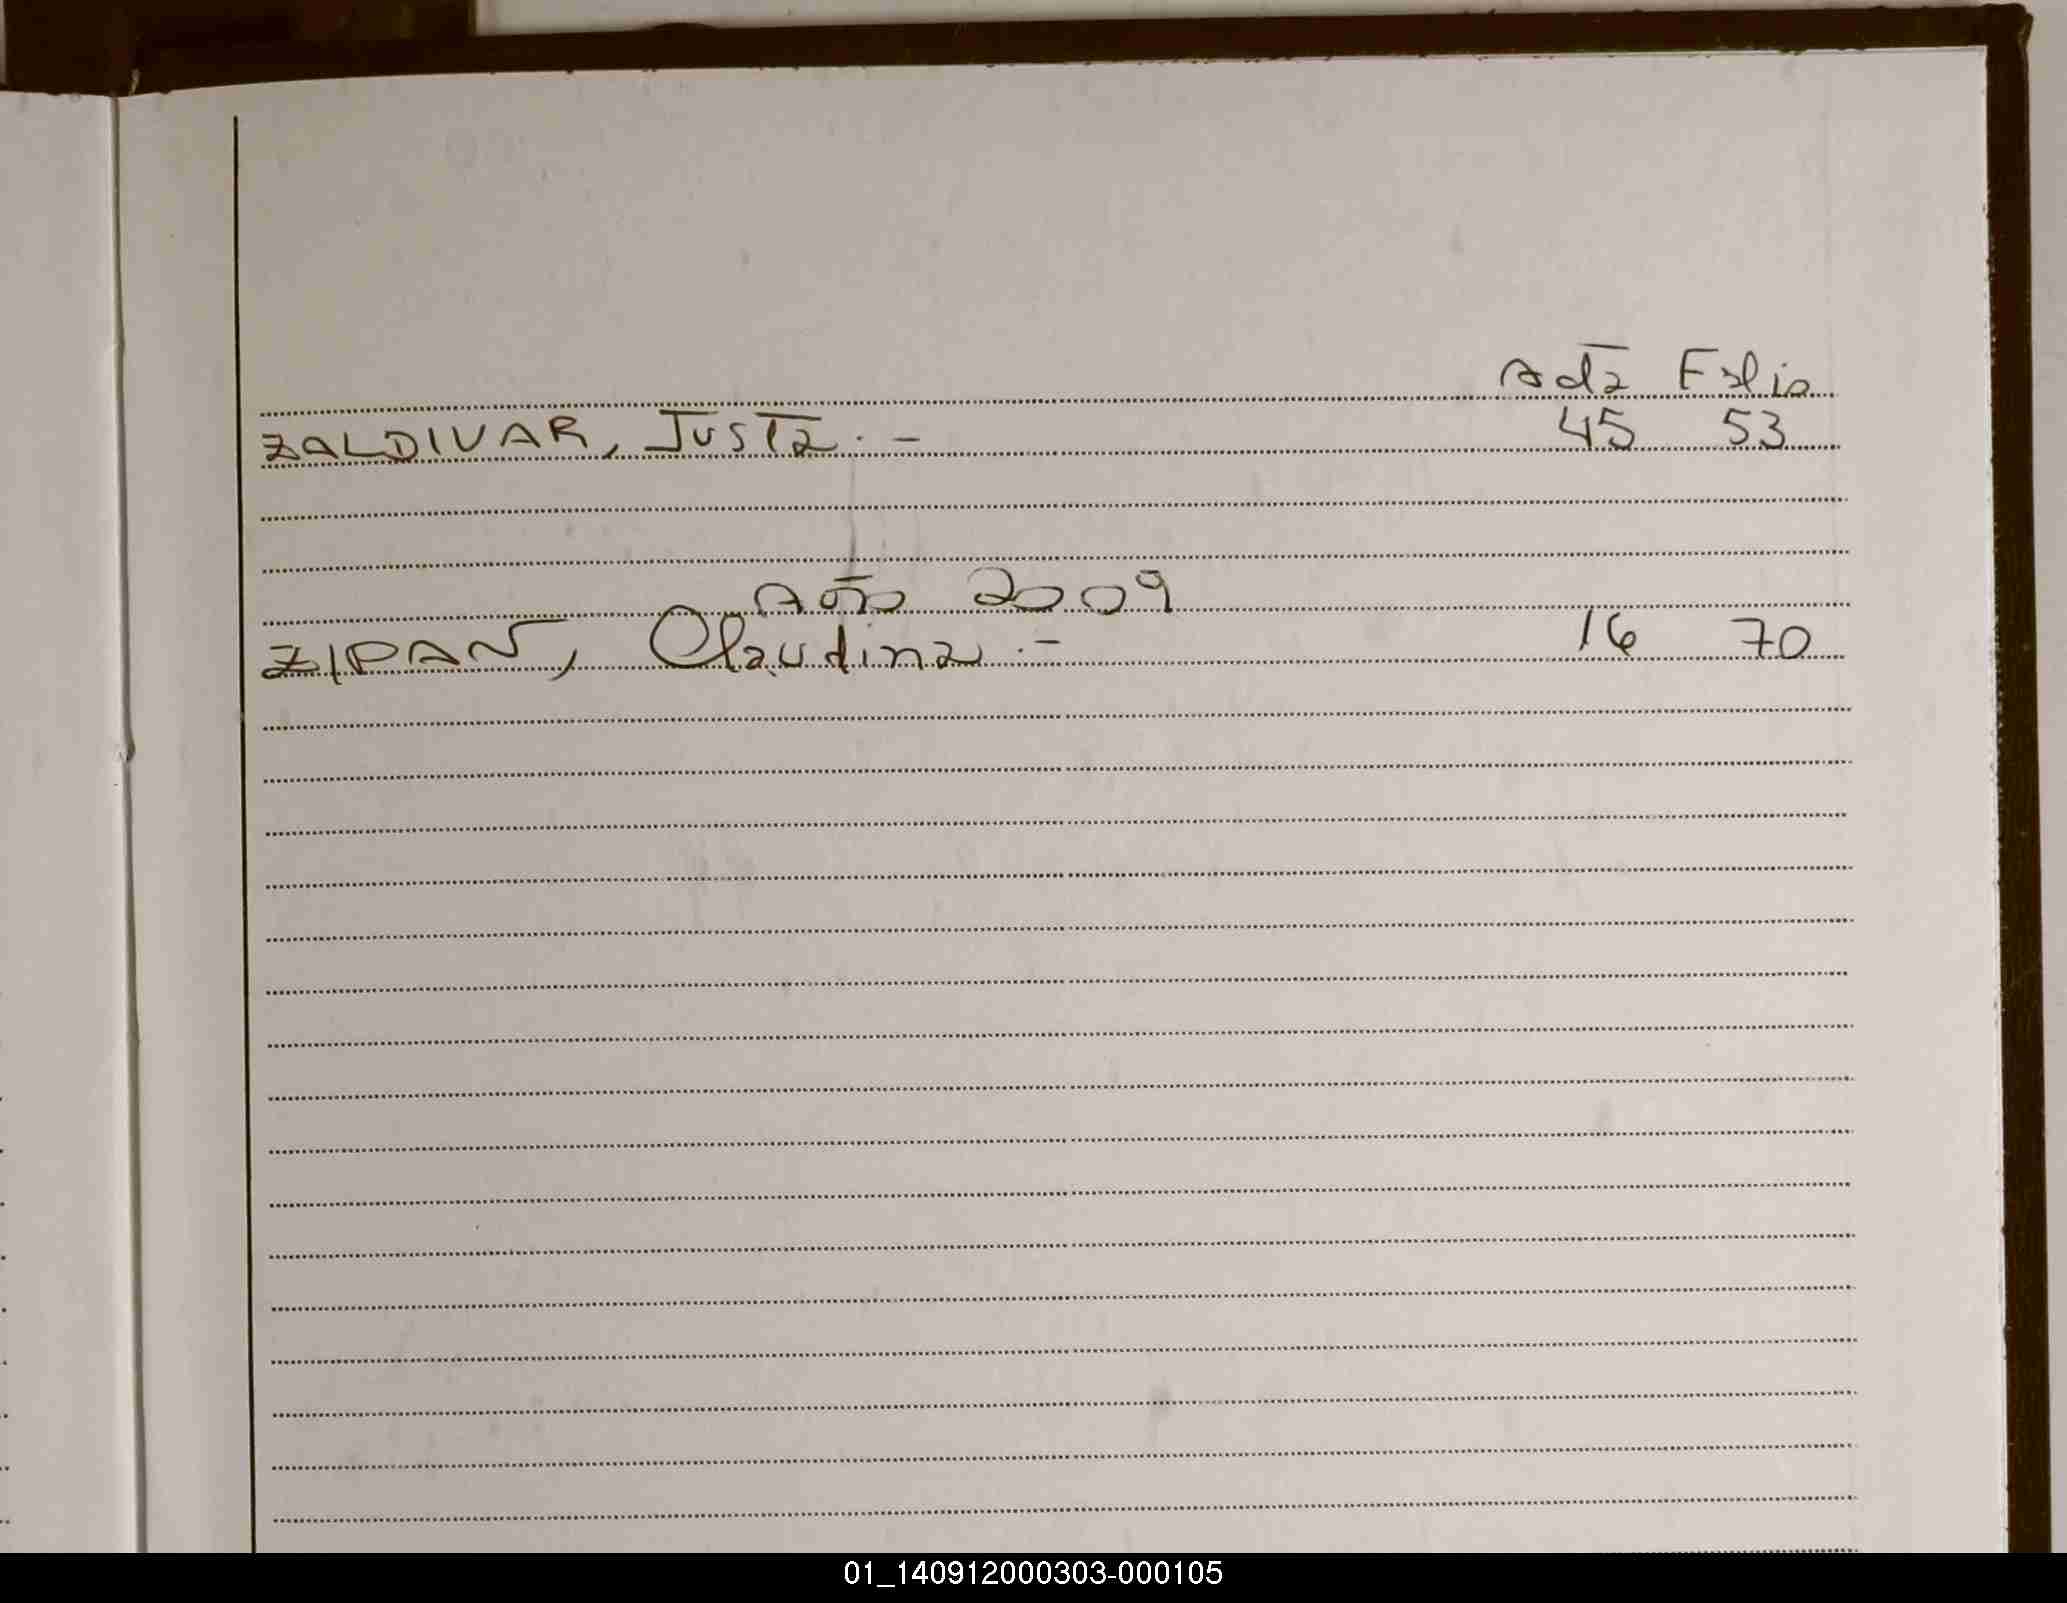 Acta Folio
ZALDIVAR, Justa.- 45 53
Año 2009
ZIPAN, Claudina.- 16 70
01_140912000303-000105